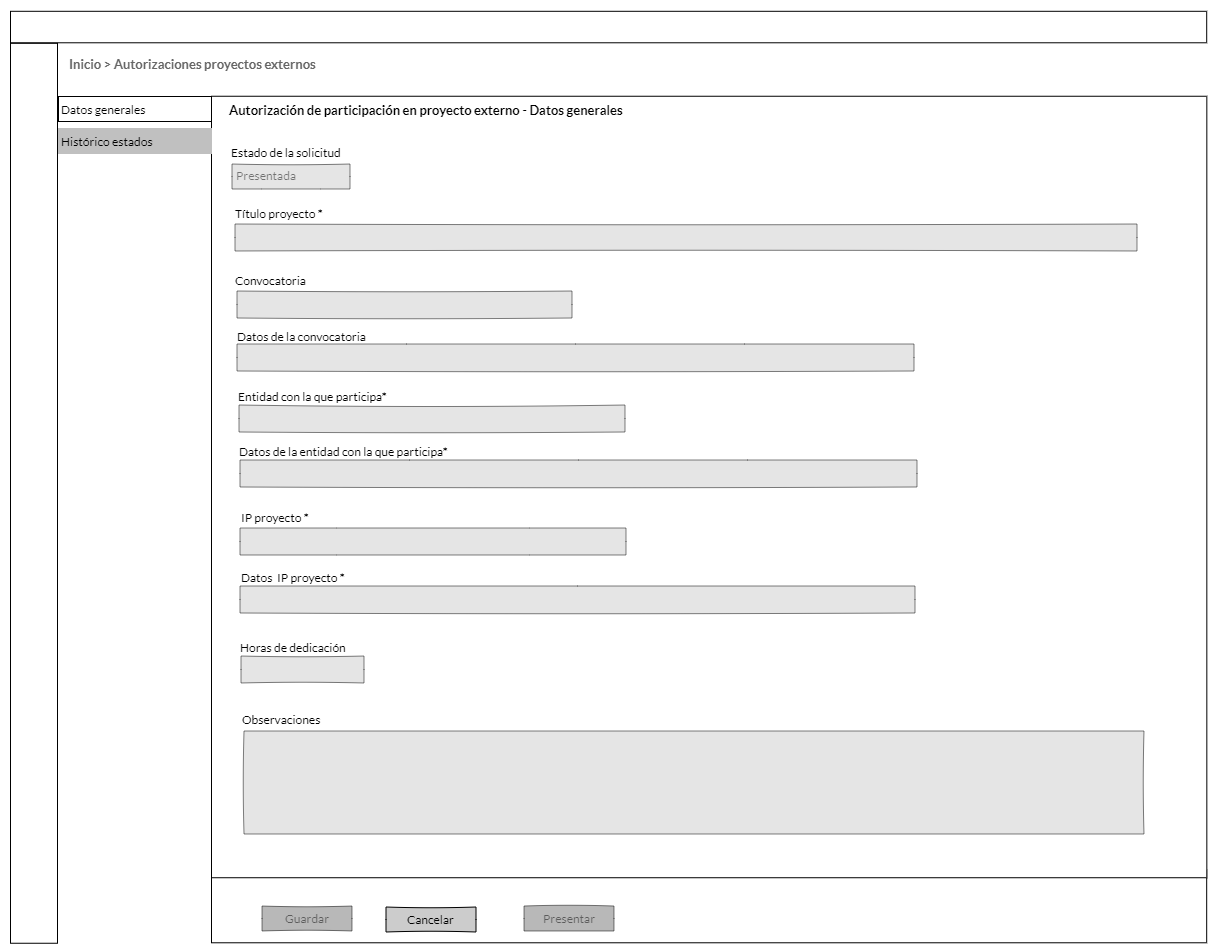 Inicio > Autorizaciones proyectos externos
Datos generales
Histórico estados
Autorización de participación en proyecto externo - Datos generales
Estado de la solicitud
Presentada
Título proyecto *
Convocatoria
Datos de la convocatoria
Entidad con la que participa*
Datos de la entidad con la que participa*
IP proyecto *
Datos  IP proyecto *
Horas de dedicación
Observaciones
Guardar
Cancelar
Presentar